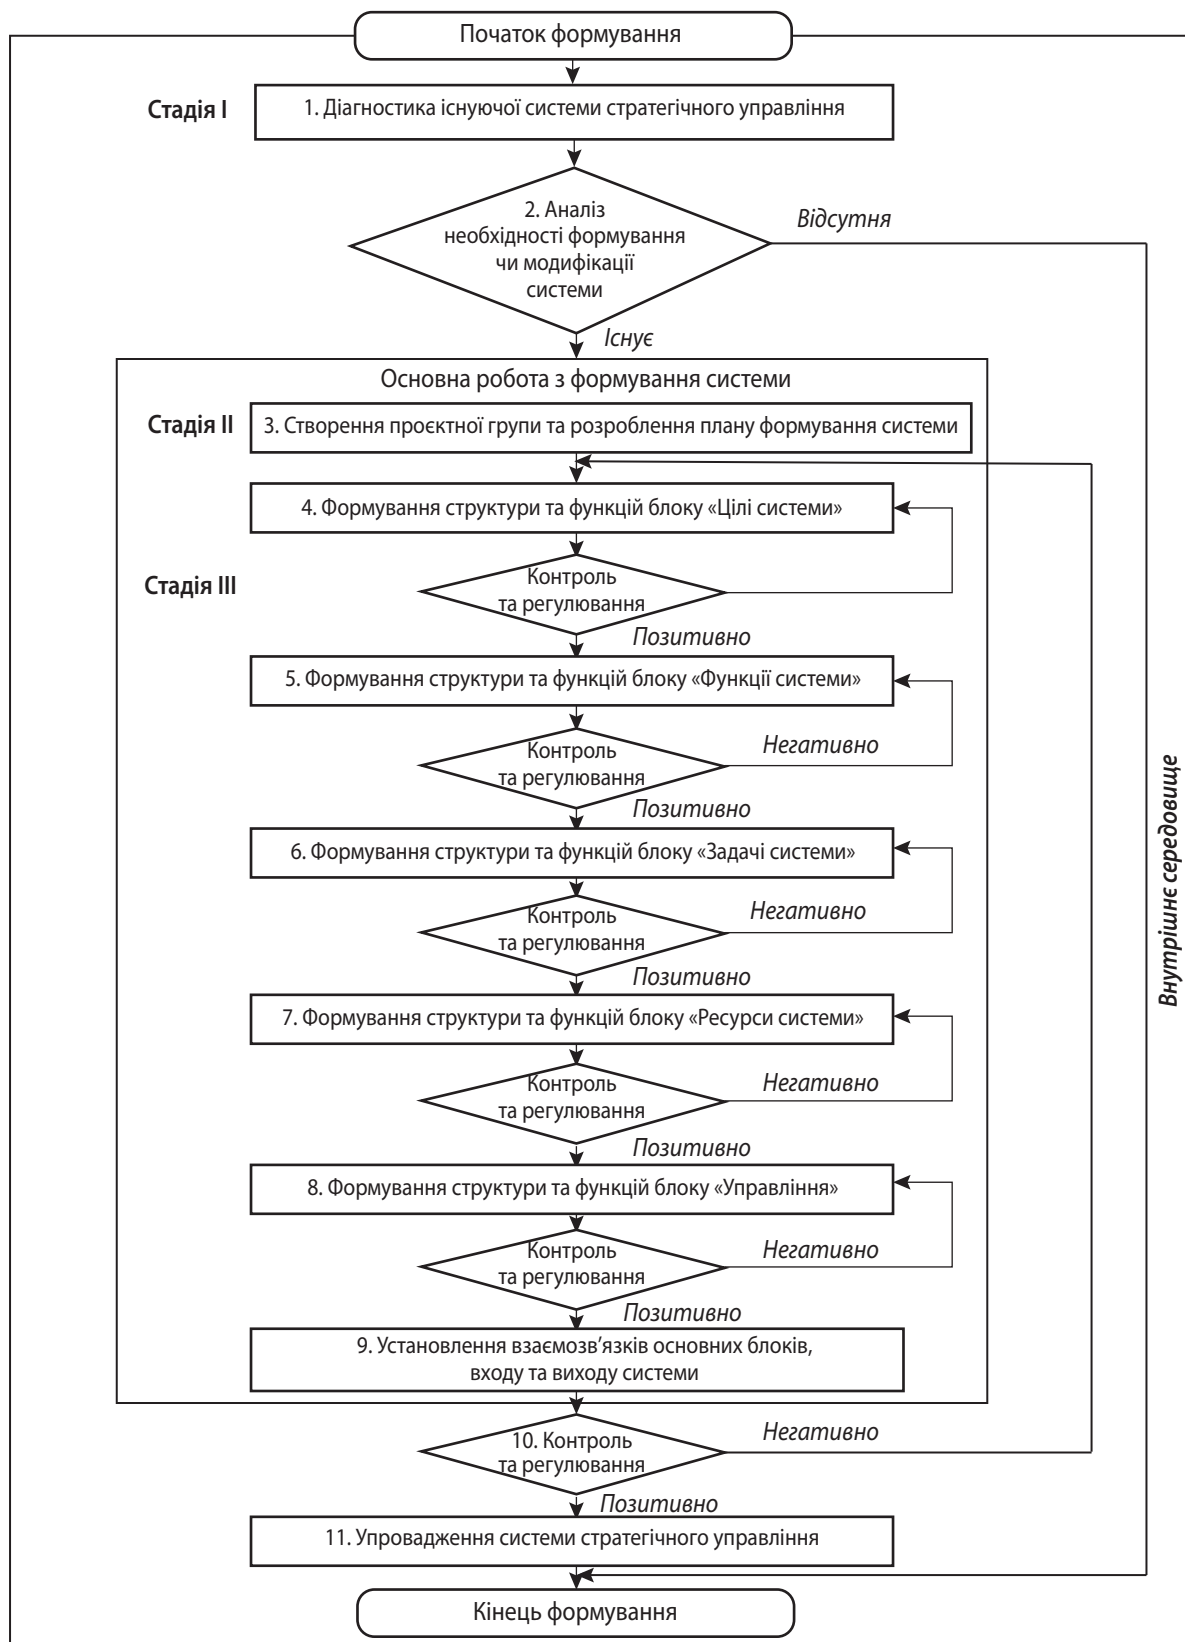 Початок формування
Стадія I
1. Діагностика існуючої системи стратегічного управління
2. Аналіз
необхідності формування
чи модифікації
системи
Відсутня
Існує
Основна робота з формування системи
Стадія II
3. Створення проєктної групи та розроблення плану формування системи
4. Формування структури та функцій блоку «Цілі системи»
Стадія III
Контроль
та регулювання
Позитивно
5. Формування структури та функцій блоку «Функції системи»
Контроль
та регулювання
Негативно
Позитивно
6. Формування структури та функцій блоку «Задачі системи»
Контроль
та регулювання
Негативно
Позитивно
7. Формування структури та функцій блоку «Ресурси системи»
Контроль
та регулювання
Негативно
Позитивно
8. Формування структури та функцій блоку «Управління»
Контроль
та регулювання
Негативно
Позитивно
9. Установлення взаємозв’язків основних блоків,
входу та виходу системи
10. Контроль
та регулювання
Негативно
Позитивно
11. Упровадження системи стратегічного управління
Кінець формування
Внутрішнє середовище